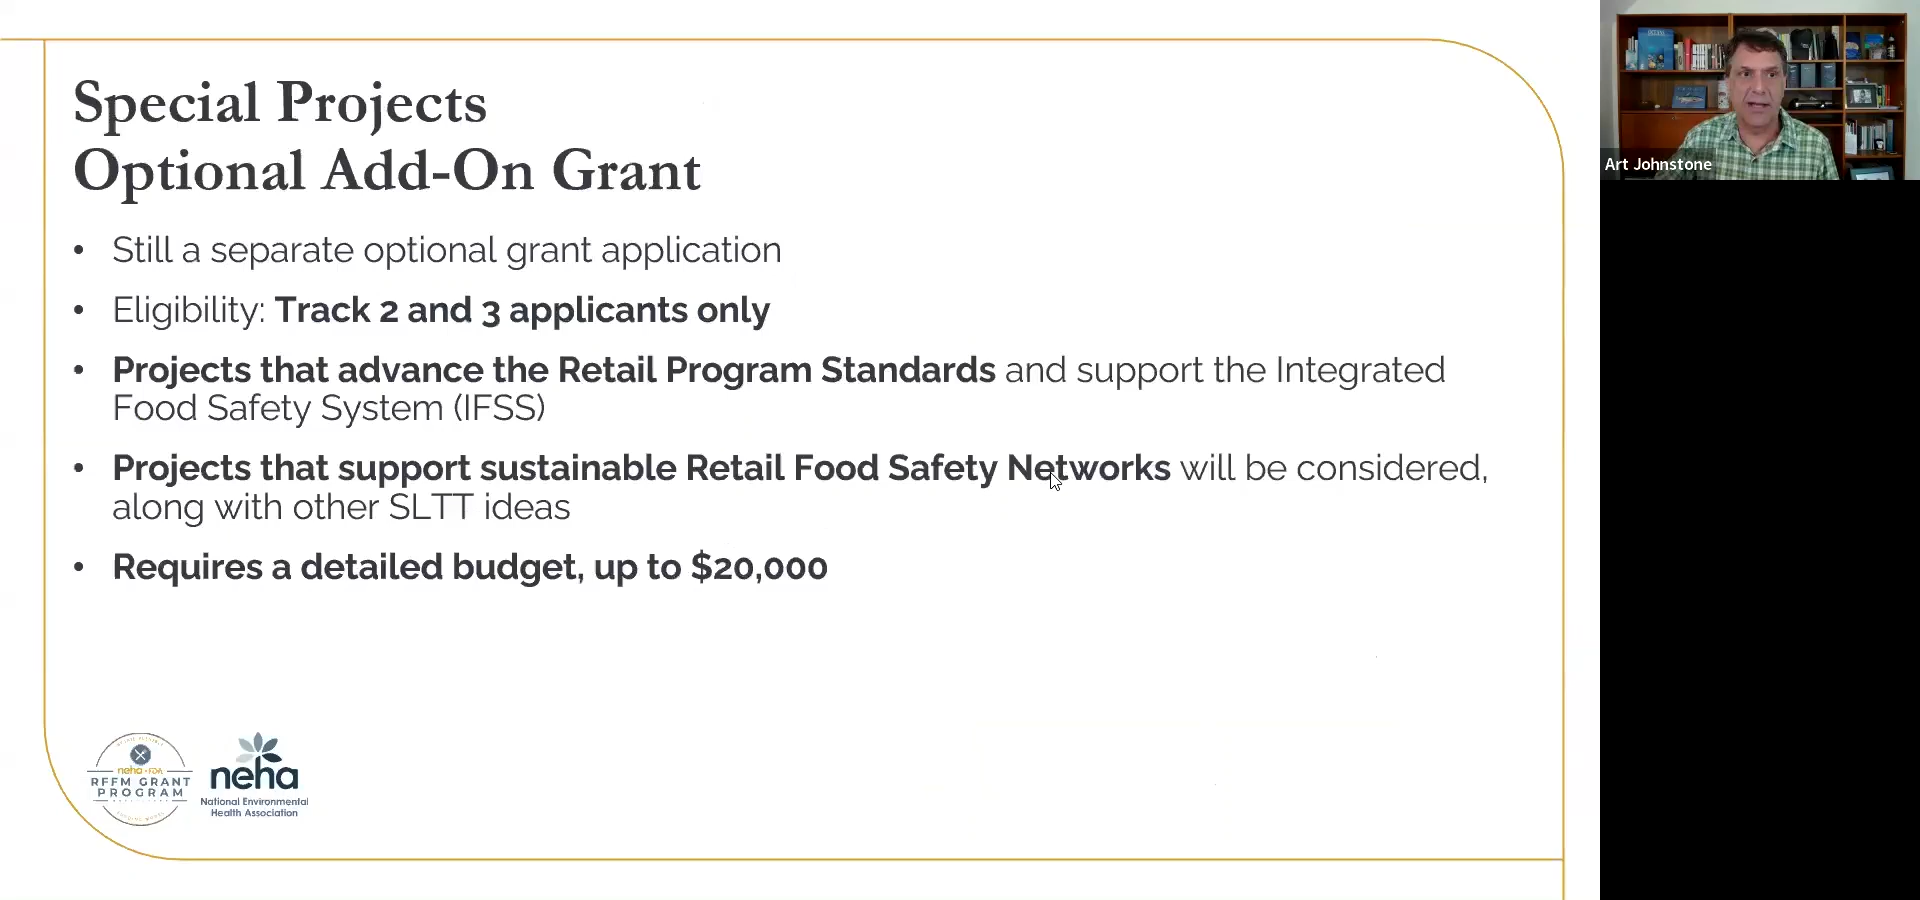 Special Projects
Optional Add-On Grant
• Still a separate optional grant application
• Eligibility: Track 2 and 3 applicants only
• Projects that advance the Retail Program Standards and support the Integrated
Food Safety System (IFSS)
• Projects that support sustainable Retail Food Safety Networks will be considered,
along with other SLTT ideas
• Requires a detailed budget, up to $20,000
neha • FDA
RFFM GRANT
PROGRAM
neha
National Environmental
Health Association
Art Johnstone